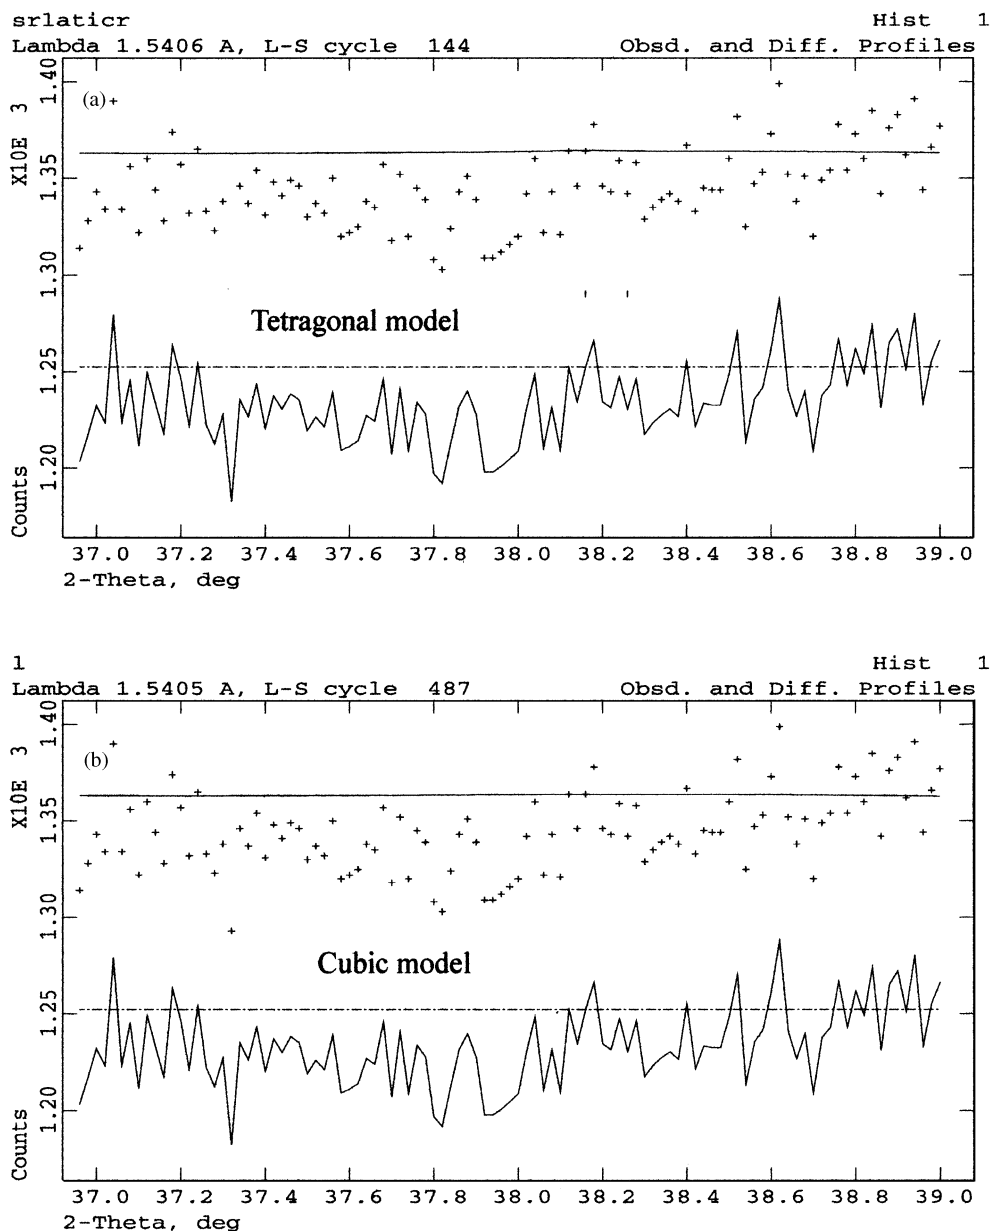 srlaticr Hist 1
Lambda 1.5406 A, L-S cycle 144 Obsd. and Diff. Profiles
(a)
X10E 3
1.40
1.35
1.30
1.25
1.20
Counts
Tetragonal model
37.0 37.2 37.4 37.6 37.8 38.0 38.2 38.4 38.6 38.8 39.0
2-Theta, deg
1 Hist 1
Lambda 1.5405 A, L-S cycle 487 Obsd. and Diff. Profiles
(b)
X10E 3
1.40
1.35
1.30
1.25
1.20
Counts
Cubic model
37.0 37.2 37.4 37.6 37.8 38.0 38.2 38.4 38.6 38.8 39.0
2-Theta, deg